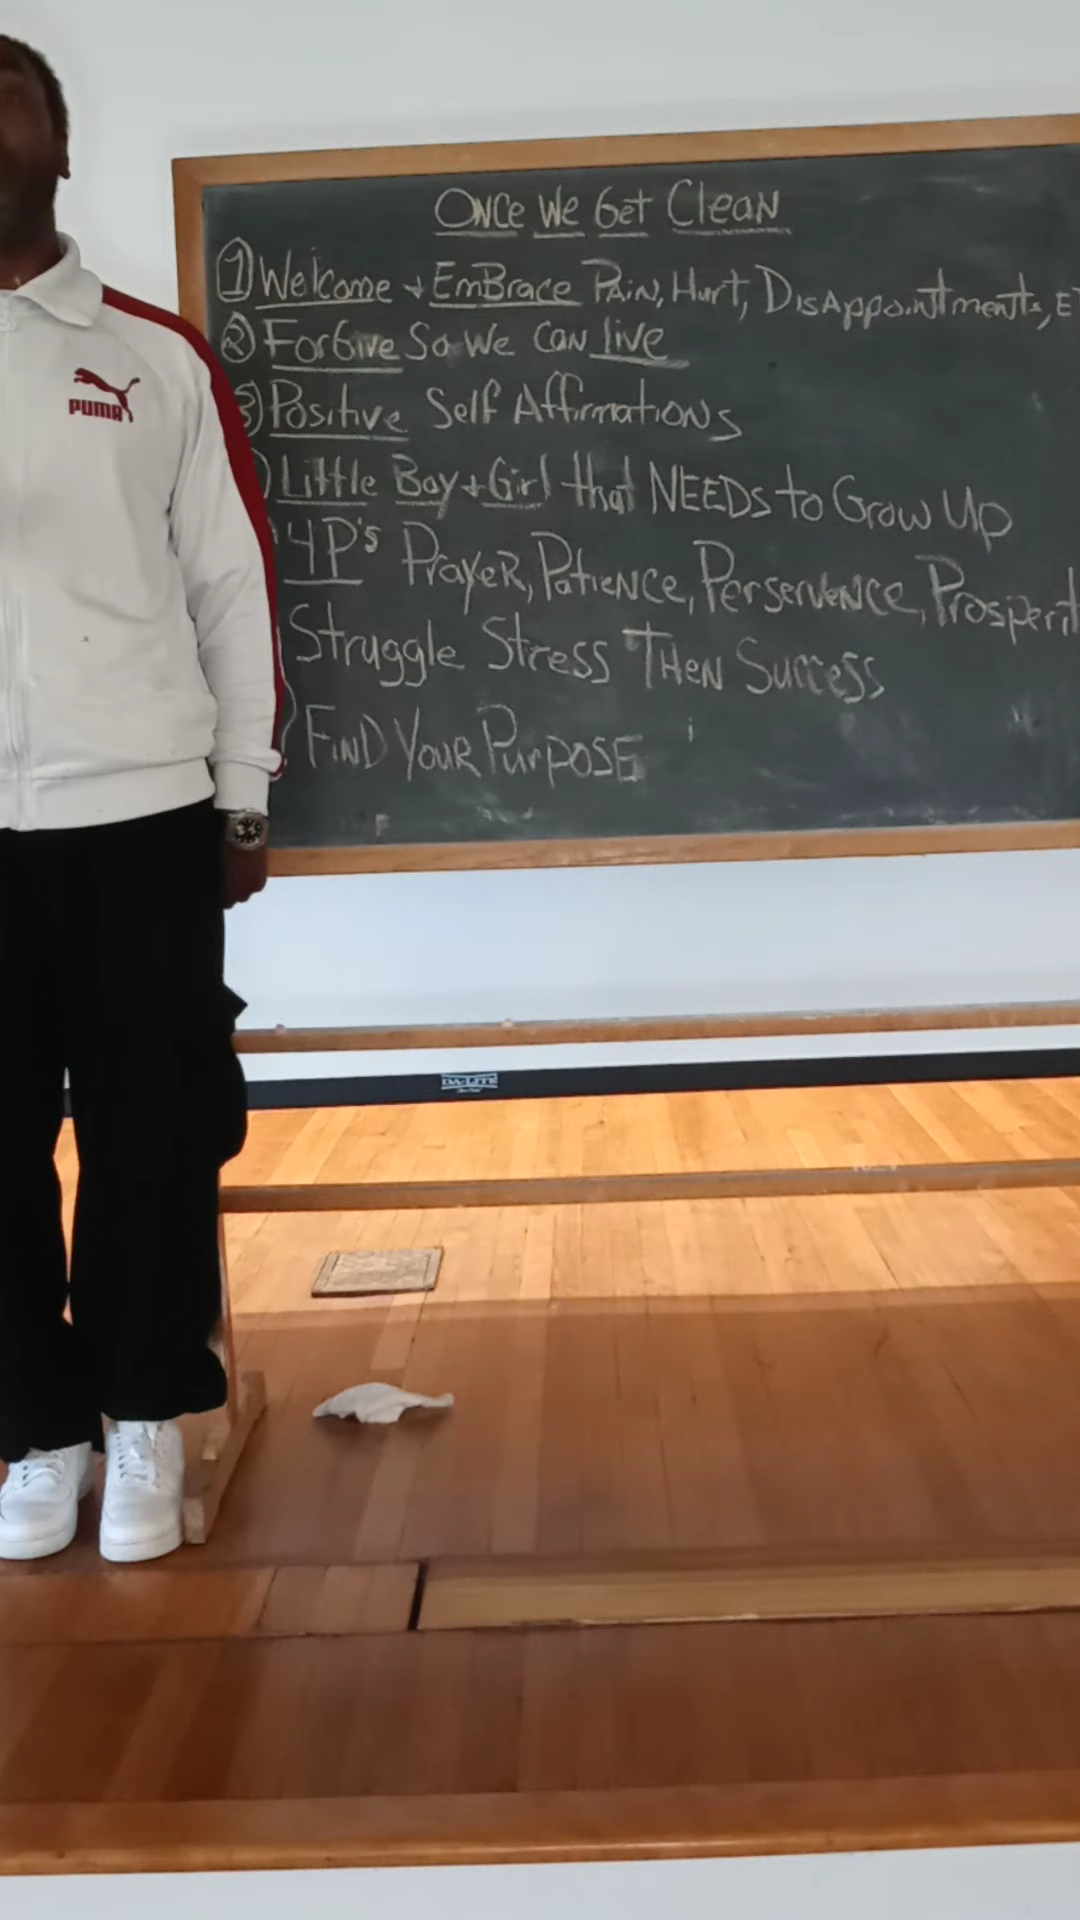 Once We Get Clean
① Welcome + EmBrace Pain, Hurt, DisAppointments, E
② ForGive So We Can live
3) Positive Self Affirmations
) Little Boy + Girl that NEEDs to Grow Up
4P's Prayer, Patience, Perservence, Prosperit
Struggle Stress Then Success
) Find Your Purpose
PUMA
DA-LITE